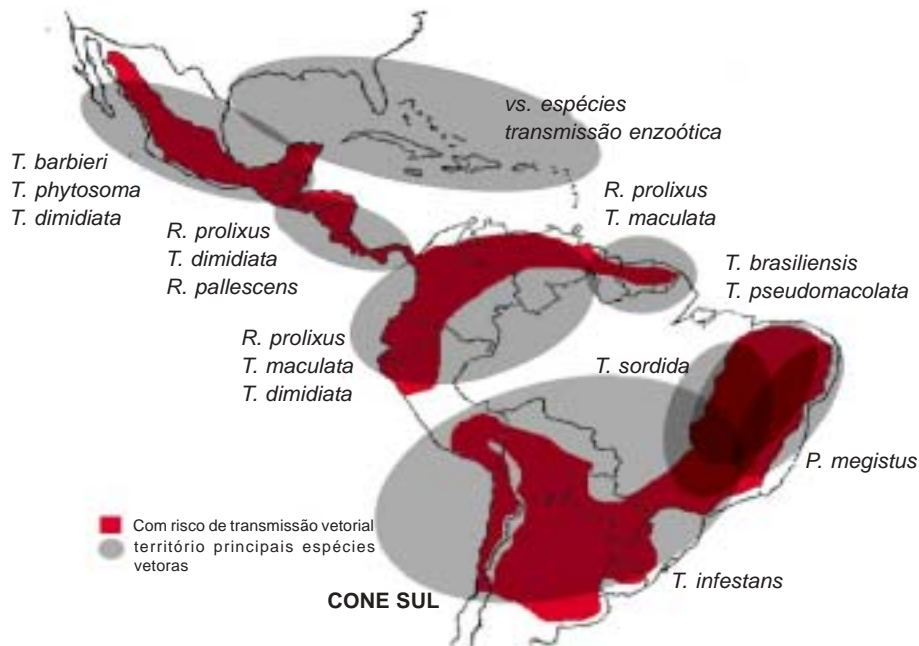 vs. espécies
transmissão enzoótica
T. barbieri
T. phytosoma
T. dimidiata
R. prolixus
T. maculata
R. prolixus
T. dimidiata
R. pallescens
T. brasiliensis
T. pseudomacolata
R. prolixus
T. maculata
T. dimidiata
T. sordida
P. megistus
Com risco de transmissão vetorial
território principais espécies
vetoras
T. infestans
CONE SUL